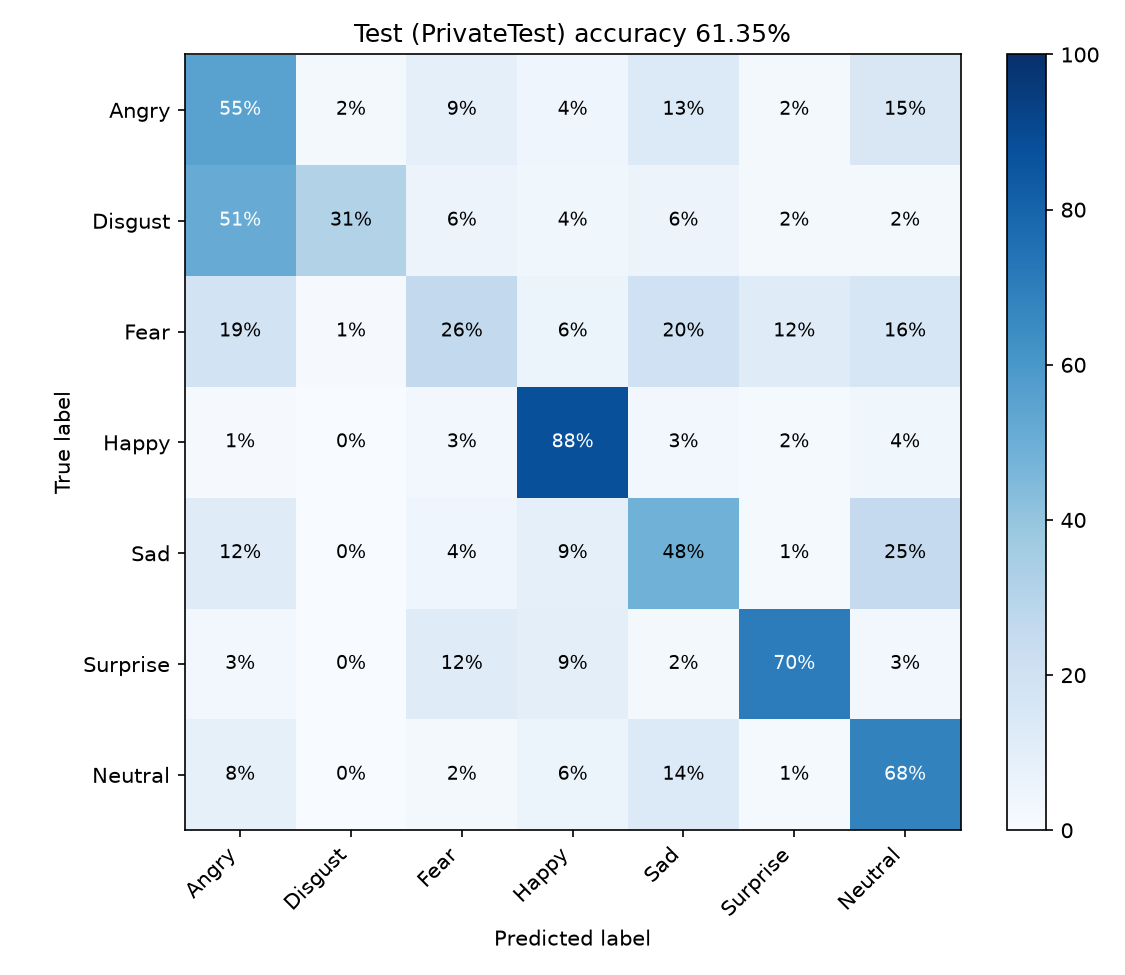 Test (PrivateTest) accuracy 61.35%
Angry 55% 2% 9% 4% 13% 2% 15%
Disgust 51% 31% 6% 4% 6% 2% 2%
Fear 19% 1% 26% 6% 20% 12% 16%
Happy 1% 0% 3% 88% 3% 2% 4%
Sad 12% 0% 4% 9% 48% 1% 25%
Surprise 3% 0% 12% 9% 2% 70% 3%
Neutral 8% 0% 2% 6% 14% 1% 68%
True label
Angry Disgust Fear Happy Sad Surprise Neutral
Predicted label
100
80
60
40
20
0